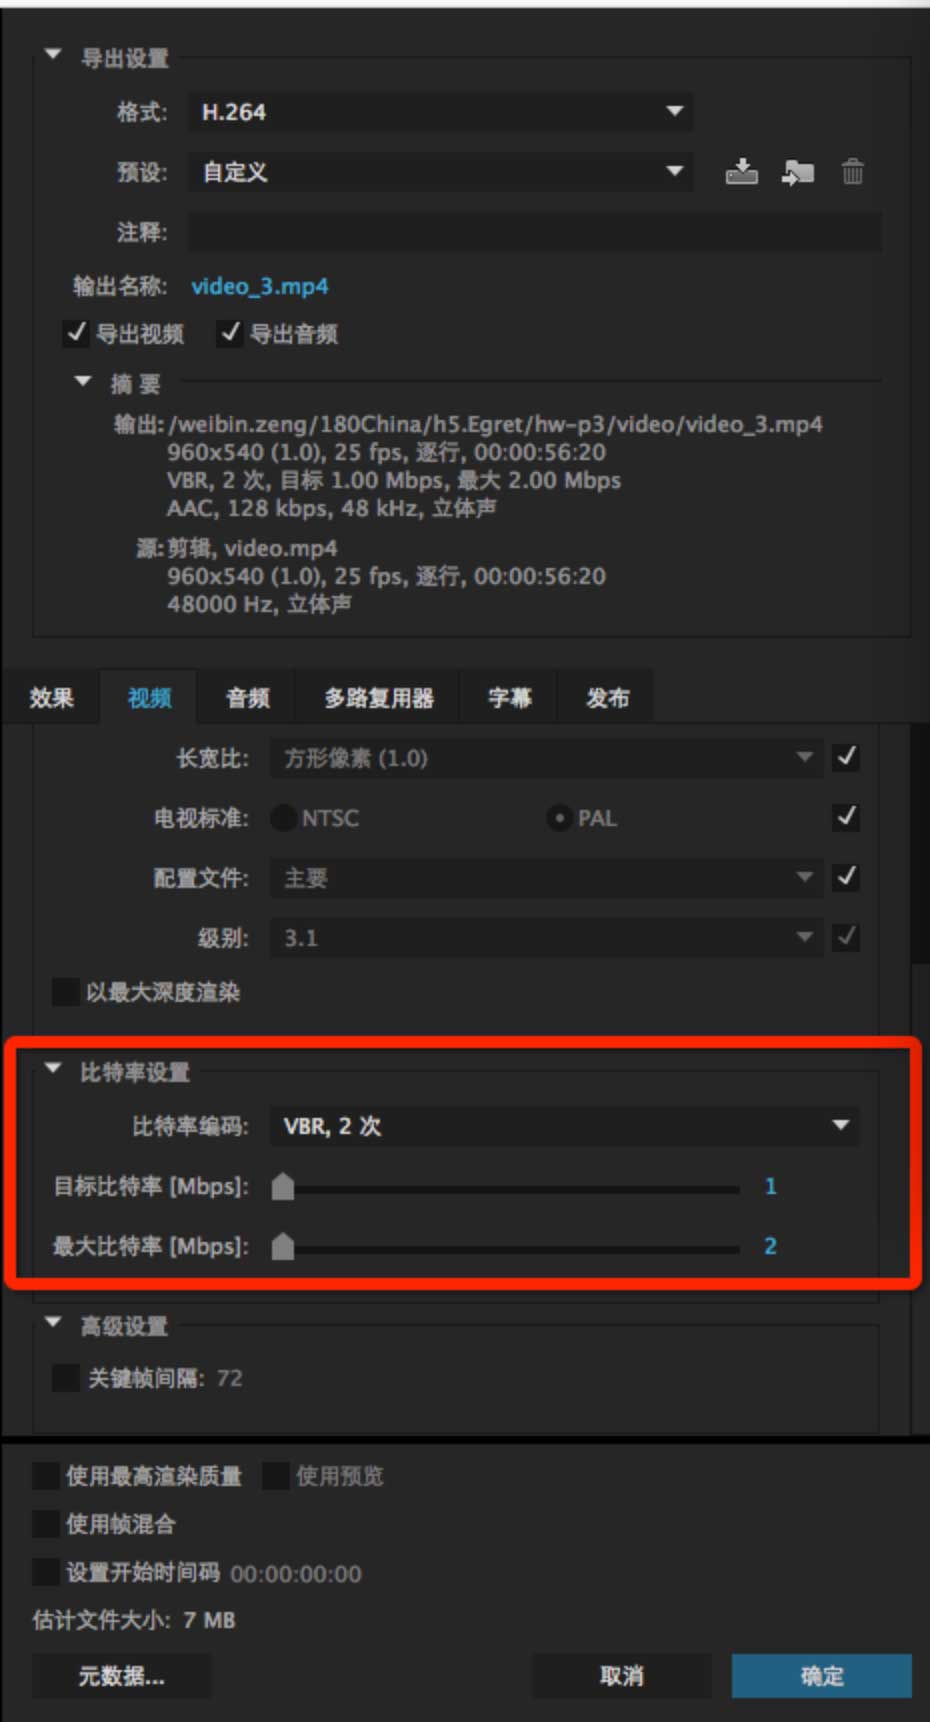 导出设置
格式: H.264
预设: 自定义
注释:
输出名称: video_3.mp4
导出视频 导出音频
摘要
输出: /weibin.zeng/180China/h5.Egret/hw-p3/video/video_3.mp4
960x540 (1.0), 25 fps, 逐行, 00:00:56:20
VBR, 2 次, 目标 1.00 Mbps, 最大 2.00 Mbps
AAC, 128 kbps, 48 kHz, 立体声
源: 剪辑, video.mp4
960x540 (1.0), 25 fps, 逐行, 00:00:56:20
48000 Hz, 立体声
效果 视频 音频 多路复用器 字幕 发布
长宽比: 方形像素 (1.0)
电视标准: NTSC PAL
配置文件: 主要
级别: 3.1
以最大深度渲染
比特率设置
比特率编码: VBR, 2 次
目标比特率 [Mbps]: 1
最大比特率 [Mbps]: 2
高级设置
关键帧间隔: 72
使用最高渲染质量 使用预览
使用帧混合
设置开始时间码 00:00:00:00
估计文件大小: 7 MB
元数据... 取消 确定